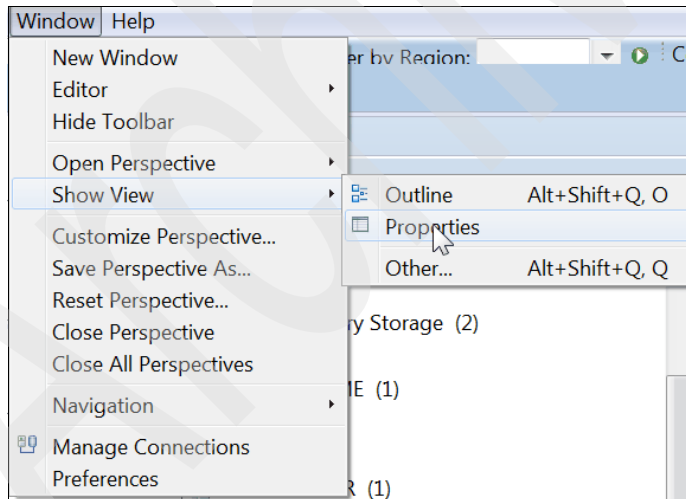 Window Help
New Window
er by Region:
C
Editor
Hide Toolbar
Open Perspective
Show View
Outline Alt+Shift+Q, O
Properties
Customize Perspective...
Save Perspective As...
Other... Alt+Shift+Q, Q
Reset Perspective...
Close Perspective
ry Storage (2)
Close All Perspectives
Navigation
IE (1)
Manage Connections
Preferences
R (1)